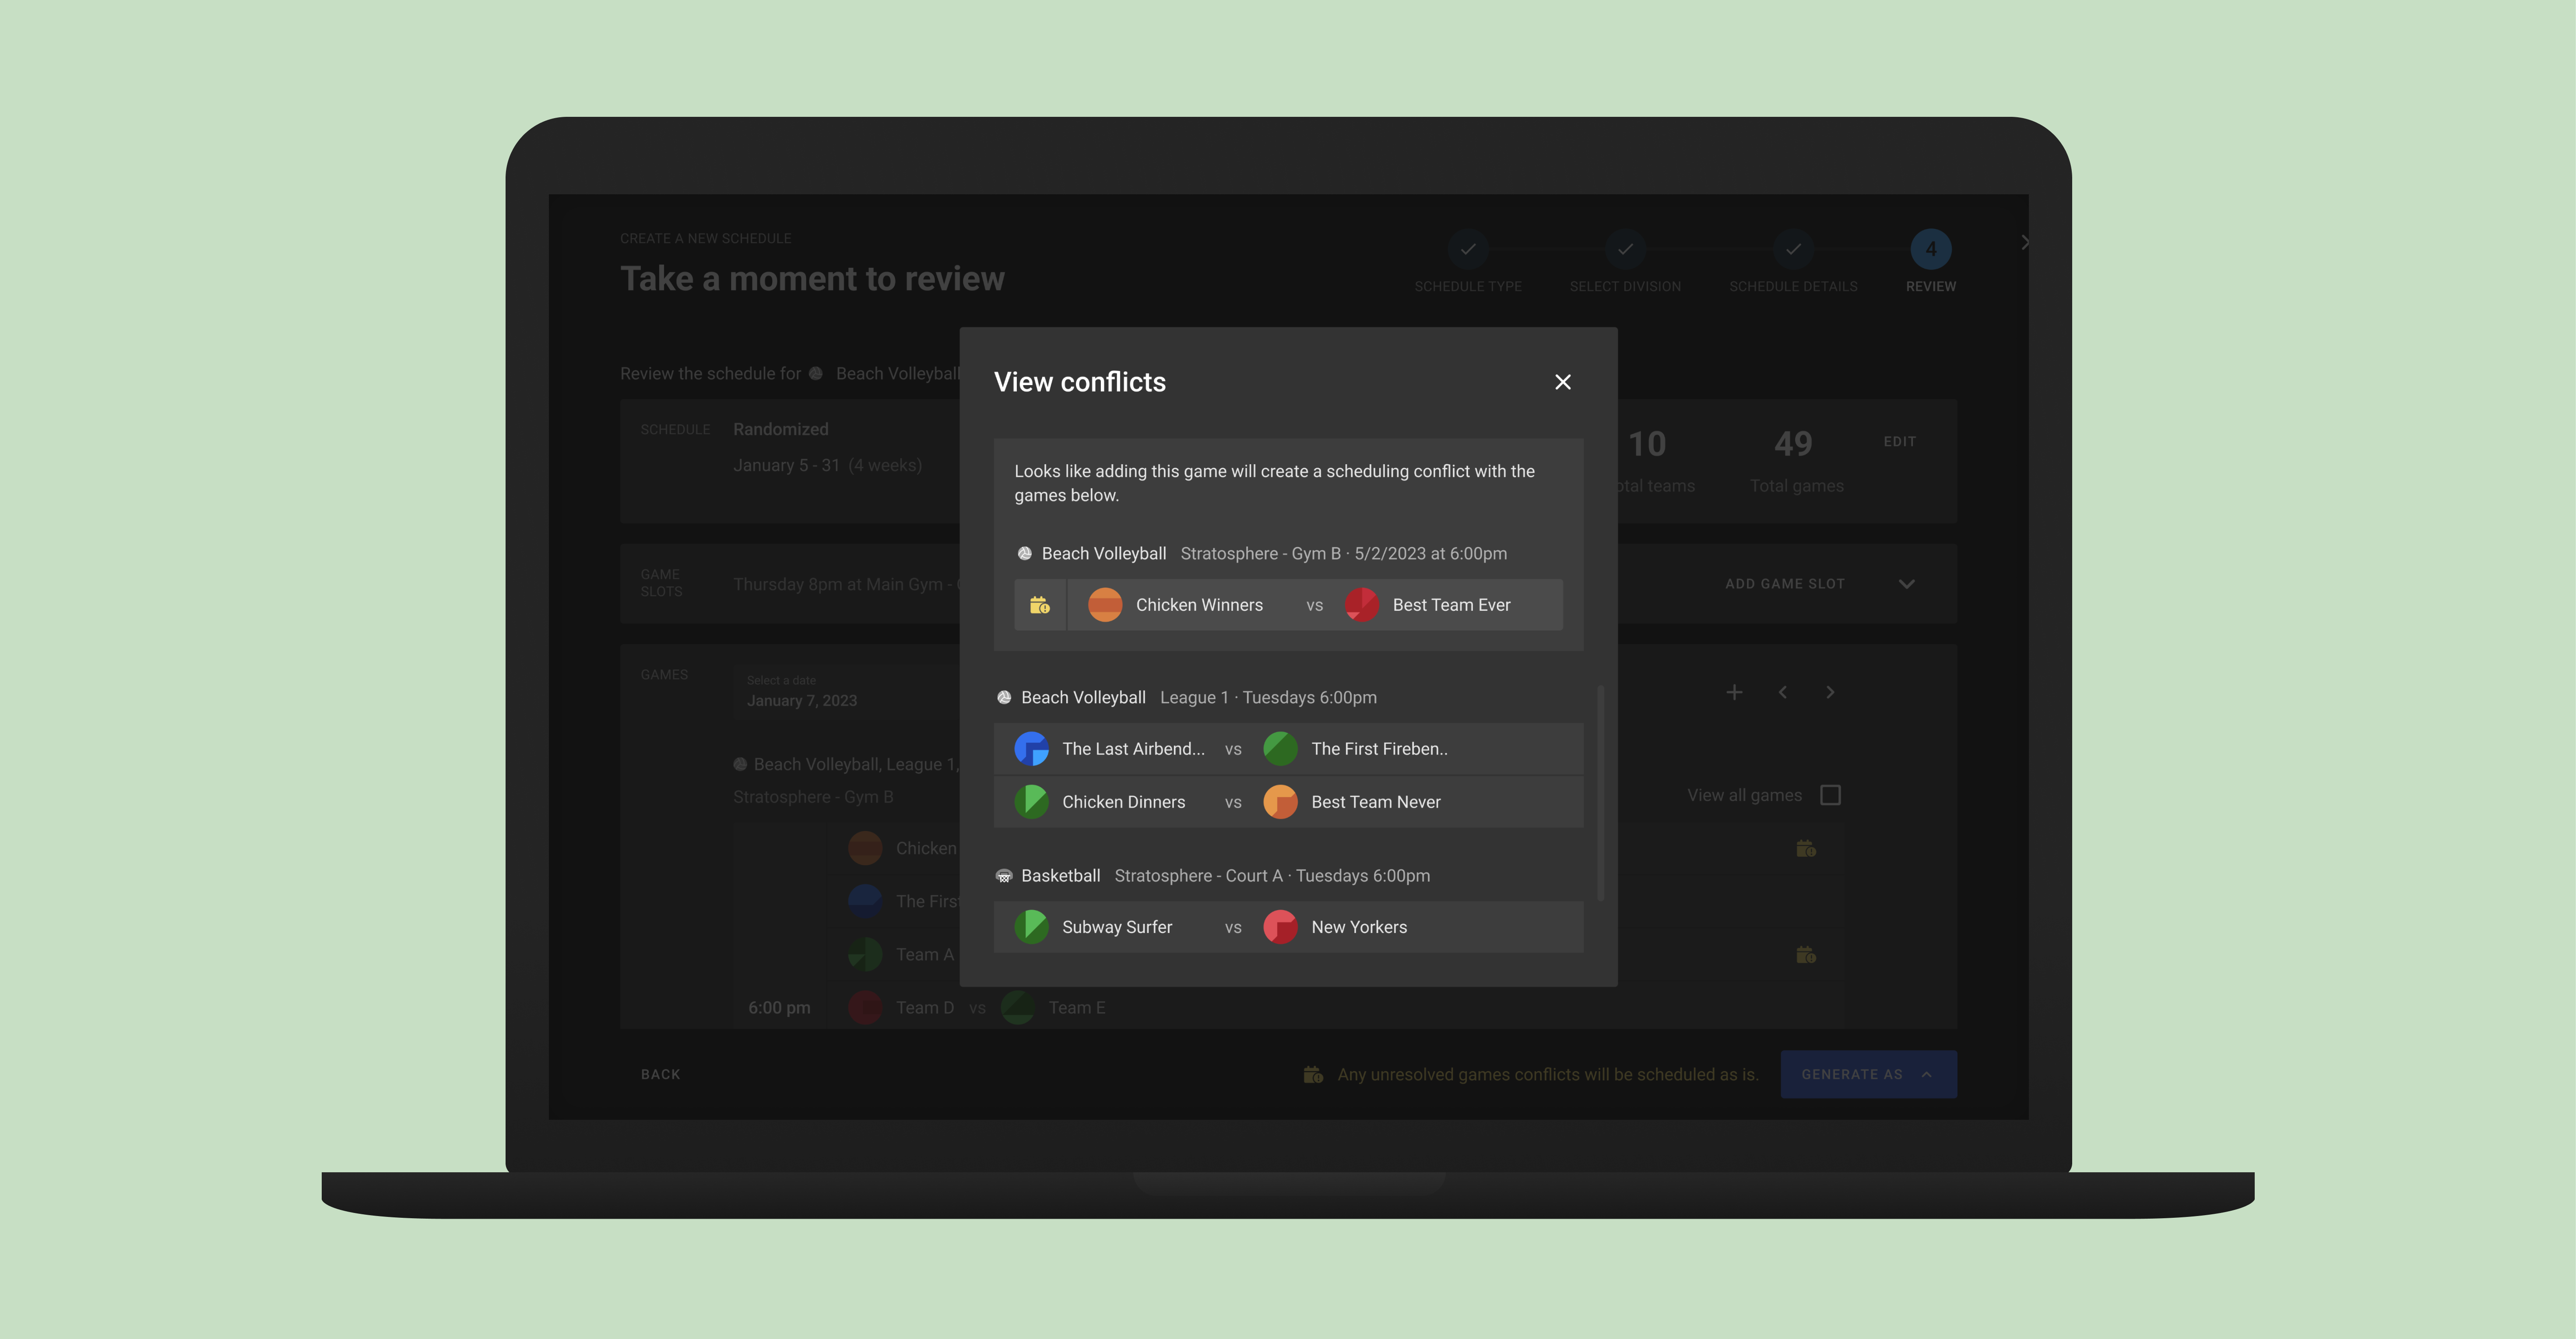 CREATE A NEW SCHEDULE
Take a moment to review
SCHEDULE TYPE
SELECT DIVISION
SCHEDULE DETAILS
4
REVIEW
Review the schedule for Beach Volleyball
SCHEDULE
Randomized
January 5 - 31 (4 weeks)
10
teams
49
Total games
EDIT
GAME
SLOTS
Thursday 8pm at Main Gym -
ADD GAME SLOT
GAMES
Select a date
January 7, 2023
Beach Volleyball, League 1,
Stratosphere - Gym B
View all games
Chicken
The First
Team A
6:00 pm
Team D vs Team E
View conflicts
Looks like adding this game will create a scheduling conflict with the
games below.
Beach Volleyball Stratosphere - Gym B · 5/2/2023 at 6:00pm
Chicken Winners vs Best Team Ever
Beach Volleyball League 1 · Tuesdays 6:00pm
The Last Airbend... vs The First Fireben..
Chicken Dinners vs Best Team Never
Basketball Stratosphere - Court A · Tuesdays 6:00pm
Subway Surfer vs New Yorkers
BACK
Any unresolved games conflicts will be scheduled as is.
GENERATE AS